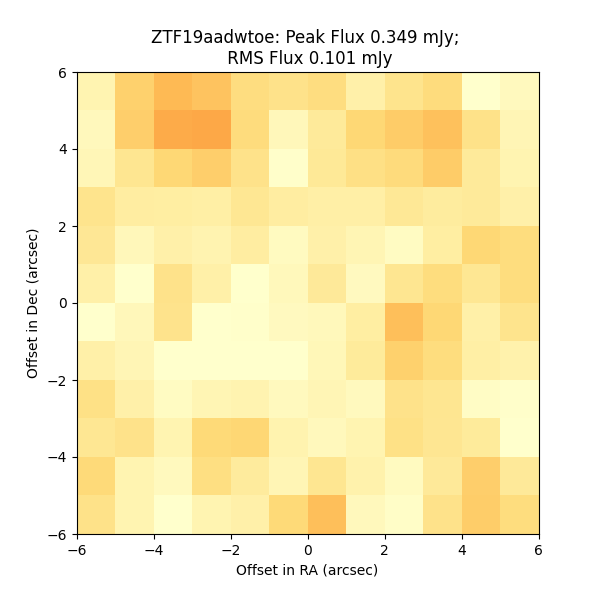 ZTF19aadwtoe: Peak Flux 0.349 mJy;
RMS Flux 0.101 mJy
6
4
2
0
−2
−4
−6
Offset in Dec (arcsec)
−6 −4 −2 0 2 4 6
Offset in RA (arcsec)